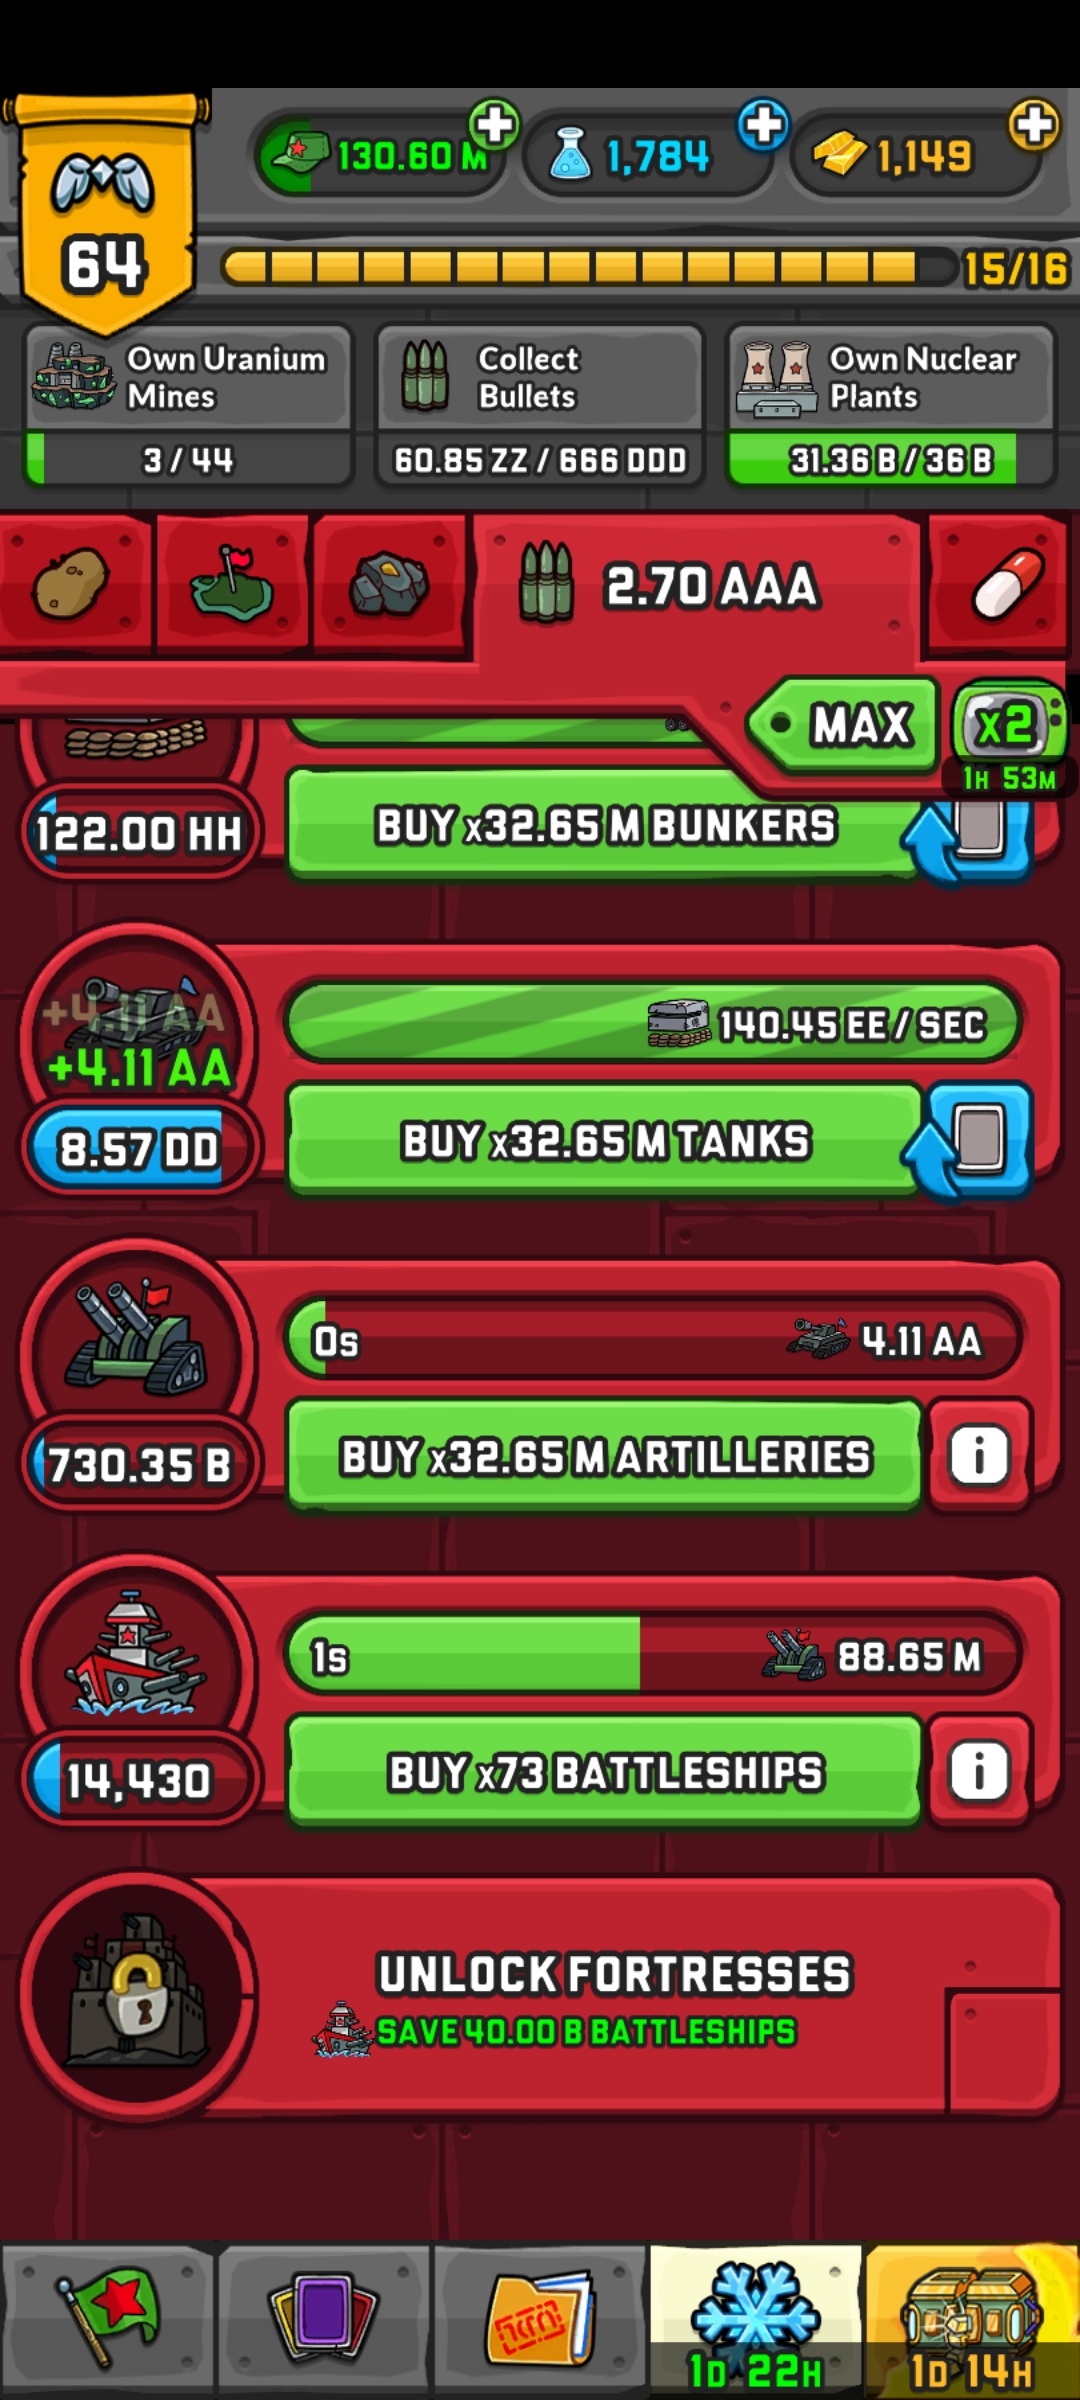 130.60 M
1,784
1,149
64
15/16
Own Uranium
Mines
3 / 44
Collect
Bullets
60.85 ZZ / 666 DDD
Own Nuclear
Plants
31.36 B / 36 B
2.70 AAA
MAX
X2
1H 53M
122.00 HH
BUY x32.65 M BUNKERS
+4.11 AA
+4.11 AA
140.45 EE / SEC
8.57 DD
BUY x32.65 M TANKS
0s
4.11 AA
730.35 B
BUY x32.65 M ARTILLERIES
i
1s
88.65 M
14,430
BUY x73 BATTLESHIPS
i
UNLOCK FORTRESSES
SAVE 40.00 B BATTLESHIPS
1D 22H
1D 14H